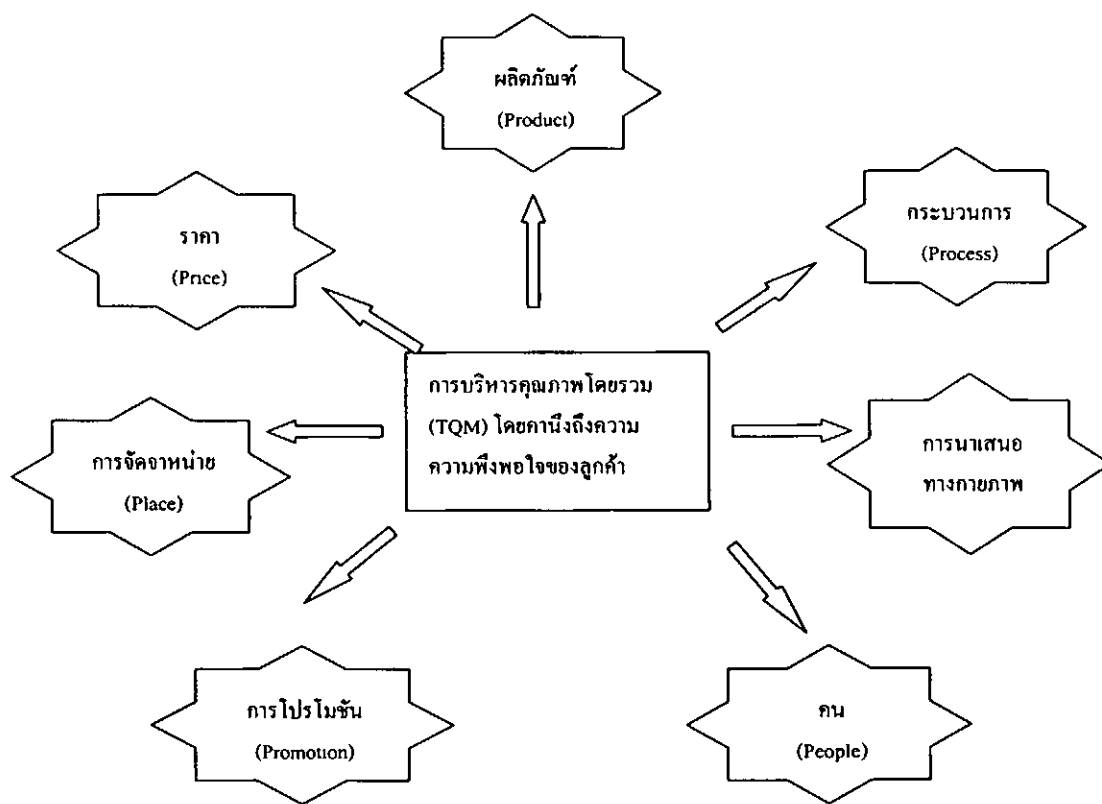 ผลิตภัณฑ์
(Product)
ราคา
(Price)
กระบวนการ
(Process)
การบริหารคุณภาพโดยรวม
(TQM) โดยคานึงถึงความ
ความพึงพอใจของลูกค้า
การจัดจาหน่าย
(Place)
การนาเสนอ
ทางกายภาพ
การโปรโมชัน
(Promotion)
คน
(People)